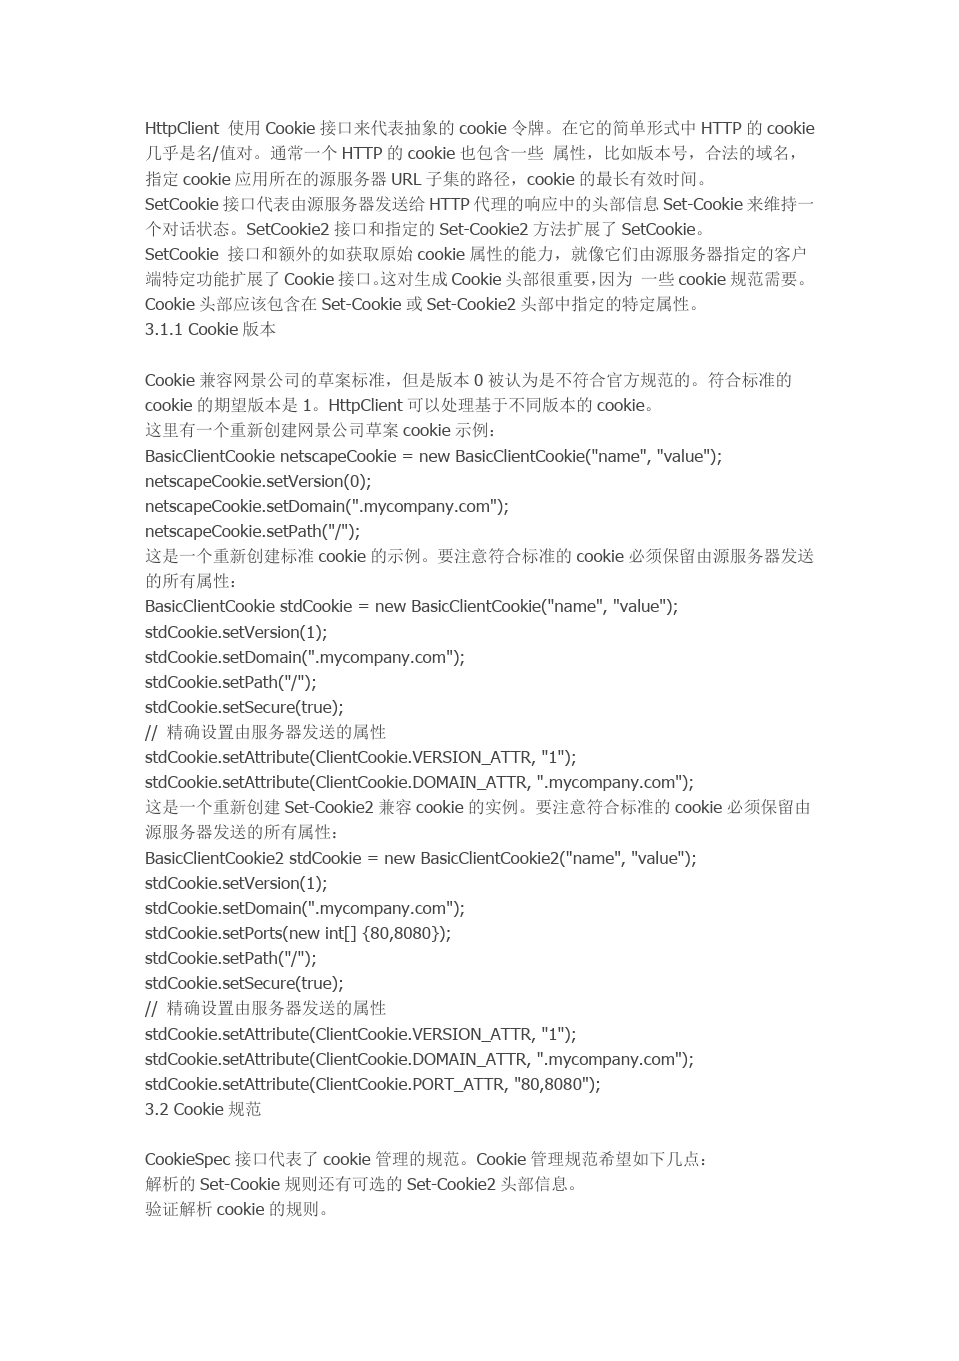 HttpClient 使用 Cookie 接口来代表抽象的 cookie 令牌。在它的简单形式中 HTTP 的 cookie
几乎是名/值对。通常一个 HTTP 的 cookie 也包含一些 属性，比如版本号，合法的域名，
指定 cookie 应用所在的源服务器 URL 子集的路径，cookie 的最长有效时间。
SetCookie 接口代表由源服务器发送给 HTTP 代理的响应中的头部信息 Set-Cookie 来维持一
个对话状态。SetCookie2 接口和指定的 Set-Cookie2 方法扩展了 SetCookie。
SetCookie 接口和额外的如获取原始 cookie 属性的能力，就像它们由源服务器指定的客户
端特定功能扩展了 Cookie 接口。这对生成 Cookie 头部很重要，因为 一些 cookie 规范需要。
Cookie 头部应该包含在 Set-Cookie 或 Set-Cookie2 头部中指定的特定属性。
3.1.1 Cookie 版本
Cookie 兼容网景公司的草案标准，但是版本 0 被认为是不符合官方规范的。符合标准的
cookie 的期望版本是 1。HttpClient 可以处理基于不同版本的 cookie。
这里有一个重新创建网景公司草案 cookie 示例：
BasicClientCookie netscapeCookie = new BasicClientCookie("name", "value");
netscapeCookie.setVersion(0);
netscapeCookie.setDomain(".mycompany.com");
netscapeCookie.setPath("/");
这是一个重新创建标准 cookie 的示例。要注意符合标准的 cookie 必须保留由源服务器发送
的所有属性：
BasicClientCookie stdCookie = new BasicClientCookie("name", "value");
stdCookie.setVersion(1);
stdCookie.setDomain(".mycompany.com");
stdCookie.setPath("/");
stdCookie.setSecure(true);
// 精确设置由服务器发送的属性
stdCookie.setAttribute(ClientCookie.VERSION_ATTR, "1");
stdCookie.setAttribute(ClientCookie.DOMAIN_ATTR, ".mycompany.com");
这是一个重新创建 Set-Cookie2 兼容 cookie 的实例。要注意符合标准的 cookie 必须保留由
源服务器发送的所有属性：
BasicClientCookie2 stdCookie = new BasicClientCookie2("name", "value");
stdCookie.setVersion(1);
stdCookie.setDomain(".mycompany.com");
stdCookie.setPorts(new int[] {80,8080});
stdCookie.setPath("/");
stdCookie.setSecure(true);
// 精确设置由服务器发送的属性
stdCookie.setAttribute(ClientCookie.VERSION_ATTR, "1");
stdCookie.setAttribute(ClientCookie.DOMAIN_ATTR, ".mycompany.com");
stdCookie.setAttribute(ClientCookie.PORT_ATTR, "80,8080");
3.2 Cookie 规范
CookieSpec 接口代表了 cookie 管理的规范。Cookie 管理规范希望如下几点：
解析的 Set-Cookie 规则还有可选的 Set-Cookie2 头部信息。
验证解析 cookie 的规则。